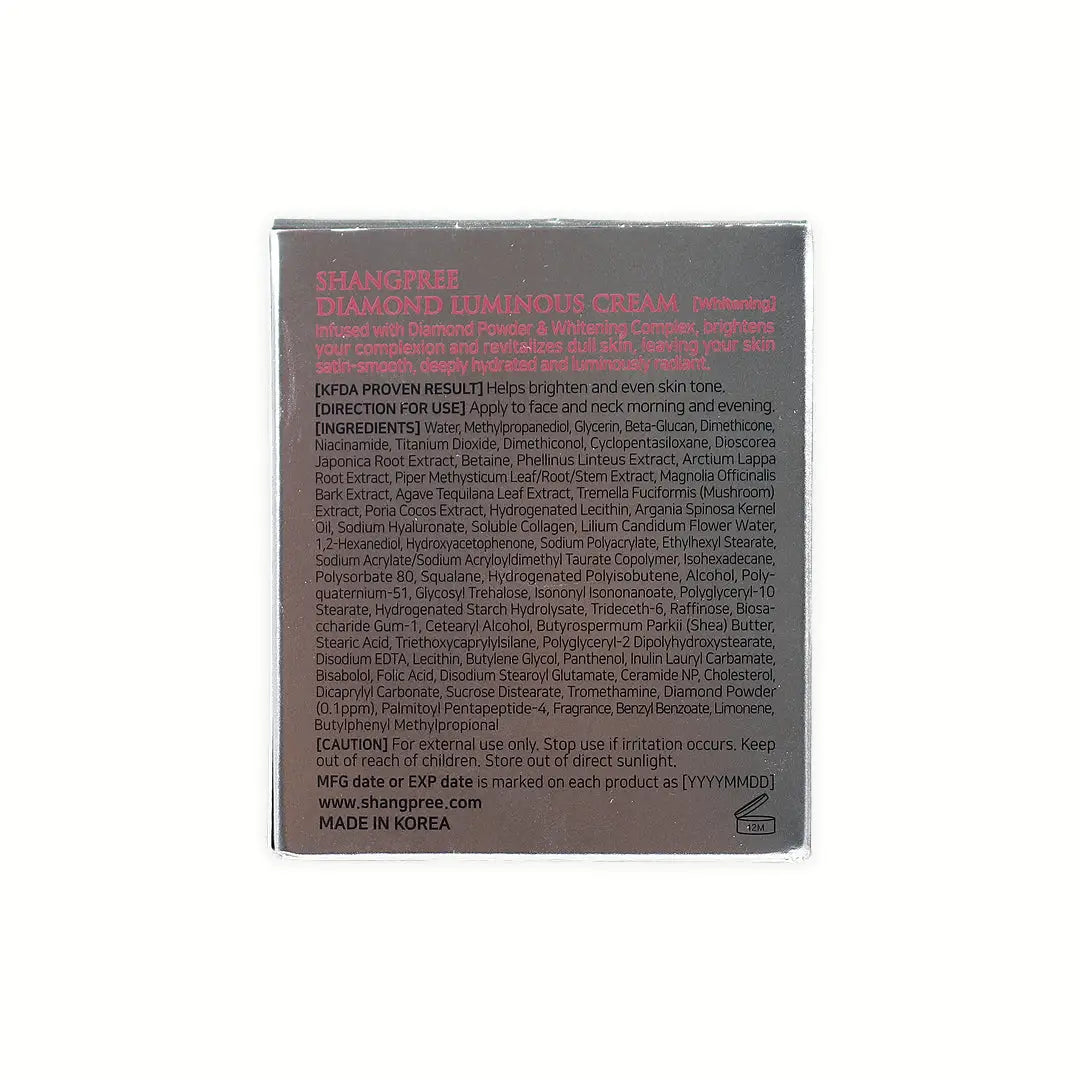 SHANGPREE
DIAMOND LUMINOUS CREAM [Whitening]
Infused with Diamond Powder & Whitening Complex, brightens
your complexion and revitalizes dull skin, leaving your skin
satin-smooth, deeply hydrated and luminously radiant.
[KFDA PROVEN RESULT] Helps brighten and even skin tone.
[DIRECTION FOR USE] Apply to face and neck morning and evening.
[INGREDIENTS] Water, Methylpropanediol, Glycerin, Beta-Glucan, Dimethicone,
Niacinamide, Titanium Dioxide, Dimethiconol, Cyclopentasiloxane, Dioscorea
Japonica Root Extract, Betaine, Phellinus Linteus Extract, Arctium Lappa
Root Extract, Piper Methysticum Leaf/Root/Stem Extract, Magnolia Officinalis
Bark Extract, Agave Tequilana Leaf Extract, Tremella Fuciformis (Mushroom)
Extract, Poria Cocos Extract, Hydrogenated Lecithin, Argania Spinosa Kernel
Oil, Sodium Hyaluronate, Soluble Collagen, Lilium Candidum Flower Water,
1,2-Hexanediol, Hydroxyacetophenone, Sodium Polyacrylate, Ethylhexyl Stearate,
Sodium Acrylate/Sodium Acryloyldimethyl Taurate Copolymer, Isohexadecane,
Polysorbate 80, Squalane, Hydrogenated Polyisobutene, Alcohol, Poly-
quaternium-51, Glycosyl Trehalose, Isononyl Isononanoate, Polyglyceryl-10
Stearate, Hydrogenated Starch Hydrolysate, Trideceth-6, Raffinose, Biosa-
ccharide Gum-1, Cetearyl Alcohol, Butyrospermum Parkii (Shea) Butter,
Stearic Acid, Triethoxycaprylylsilane, Polyglyceryl-2 Dipolyhydroxystearate,
Disodium EDTA, Lecithin, Butylene Glycol, Panthenol, Inulin Lauryl Carbamate,
Bisabolol, Folic Acid, Disodium Stearoyl Glutamate, Ceramide NP, Cholesterol,
Dicaprylyl Carbonate, Sucrose Distearate, Tromethamine, Diamond Powder
(0.1ppm), Palmitoyl Pentapeptide-4, Fragrance, Benzyl Benzoate, Limonene,
Butylphenyl Methylpropional
[CAUTION] For external use only. Stop use if irritation occurs. Keep
out of reach of children. Store out of direct sunlight.
MFG date or EXP date is marked on each product as [YYYYMMDD]
www.shangpree.com
MADE IN KOREA
12M